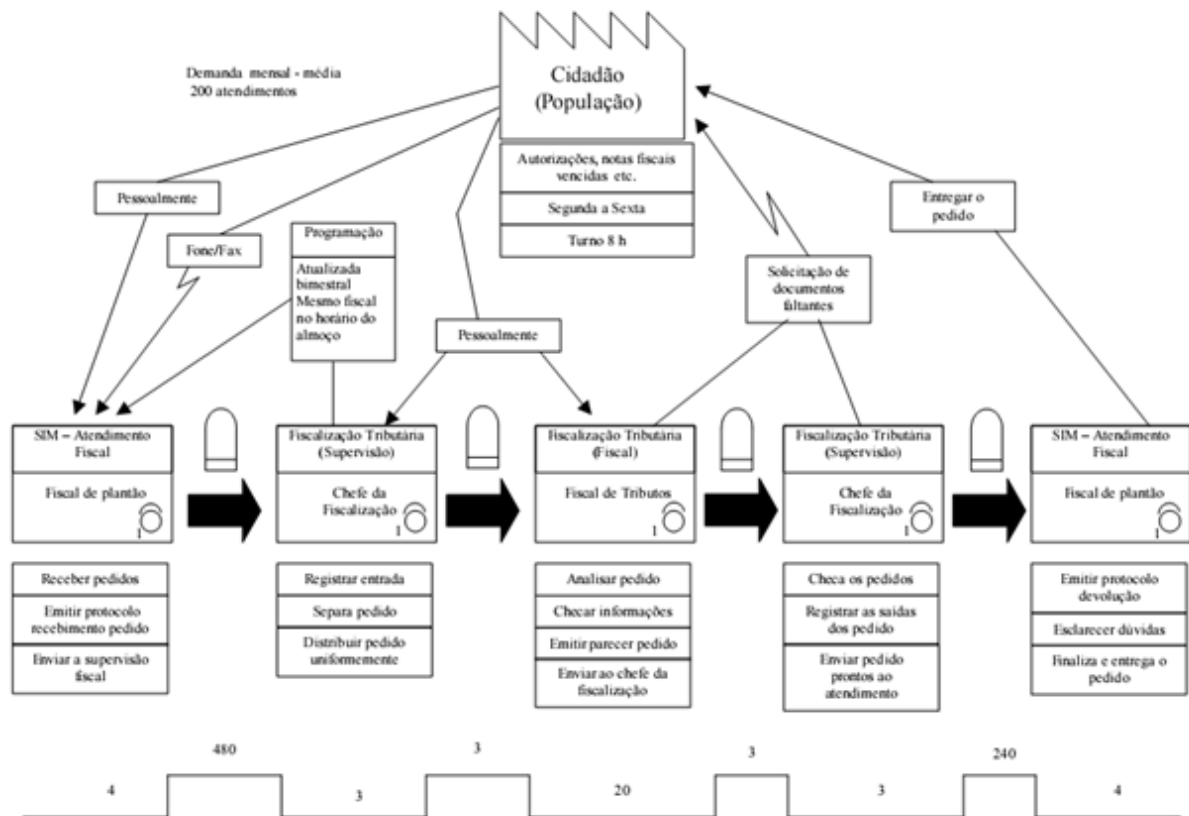 Demanda mensal - média
200 atendimentos
Cidadão
(População)
Autorizações, notas fiscais
vencidas etc.
Segunda a Sexta
Turno 8 h
Pessoalmente
Fone/Fax
Programação
Atualizada
bimestral
Mesmo fiscal
no horário do
almoço
Pessoalmente
Solicitação de
documentos
faltantes
Entregar o
pedido
SIM – Atendimento
Fiscal
Fiscal de plantão
1
Fiscalização Tributária
(Supervisão)
Chefe da
Fiscalização
1
Fiscalização Tributária
(Fiscal)
Fiscal de Tributos
1
Fiscalização Tributária
(Supervisão)
Chefe da
Fiscalização
1
SIM – Atendimento
Fiscal
Fiscal de plantão
1
Receber pedidos
Emitir protocolo
recebimento pedido
Enviar a supervisão
fiscal
Registrar entrada
Separa pedido
Distribuir pedido
uniformemente
Analisar pedido
Checar informações
Emitir parecer pedido
Enviar ao chefe da
fiscalização
Checa os pedidos
Registrar as saídas
dos pedido
Enviar pedido
prontos ao
atendimento
Emitir protocolo
devolução
Esclarecer dúvidas
Finaliza e entrega o
pedido
4
480
3
3
20
3
3
240
4